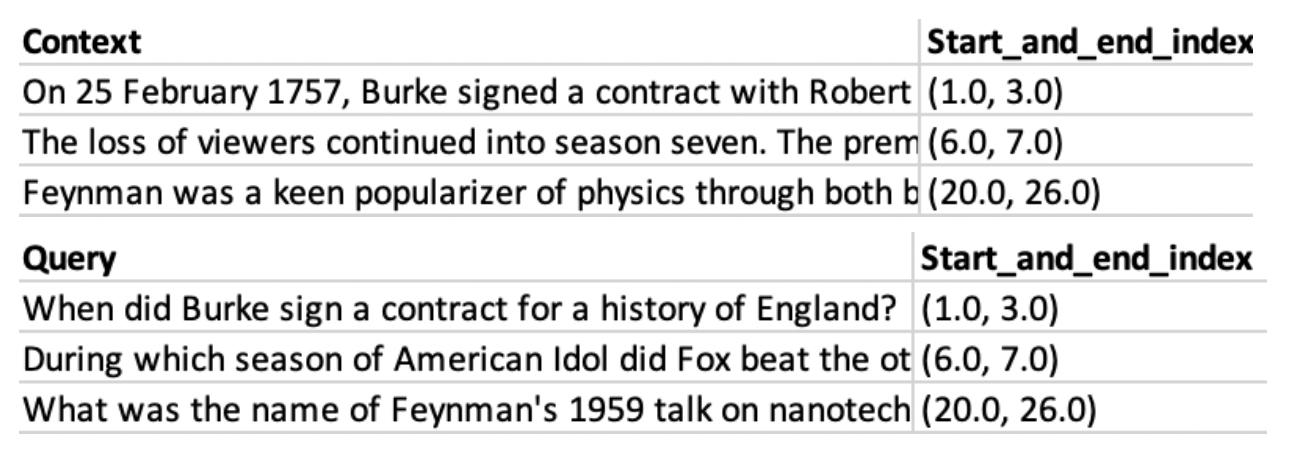 Context Start_and_end_index
On 25 February 1757, Burke signed a contract with Robert (1.0, 3.0)
The loss of viewers continued into season seven. The prem (6.0, 7.0)
Feynman was a keen popularizer of physics through both b (20.0, 26.0)
Query Start_and_end_index
When did Burke sign a contract for a history of England? (1.0, 3.0)
During which season of American Idol did Fox beat the ot (6.0, 7.0)
What was the name of Feynman's 1959 talk on nanotech (20.0, 26.0)